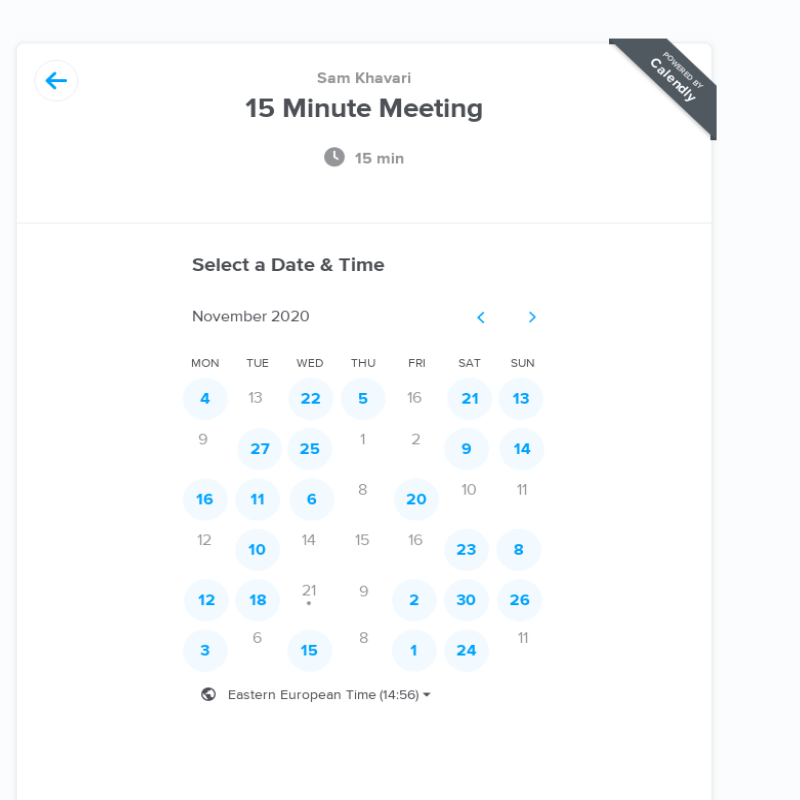 POWERED BY
Calendly
Sam Khavari
15 Minute Meeting
15 min
Select a Date & Time
November 2020
MON TUE WED THU FRI SAT SUN
4 13 22 5 16 21 13
9 27 25 1 2 9 14
16 11 6 8 20 10 11
12 10 14 15 16 23 8
12 18 21 9 2 30 26
3 6 15 8 1 24 11
Eastern European Time (14:56)